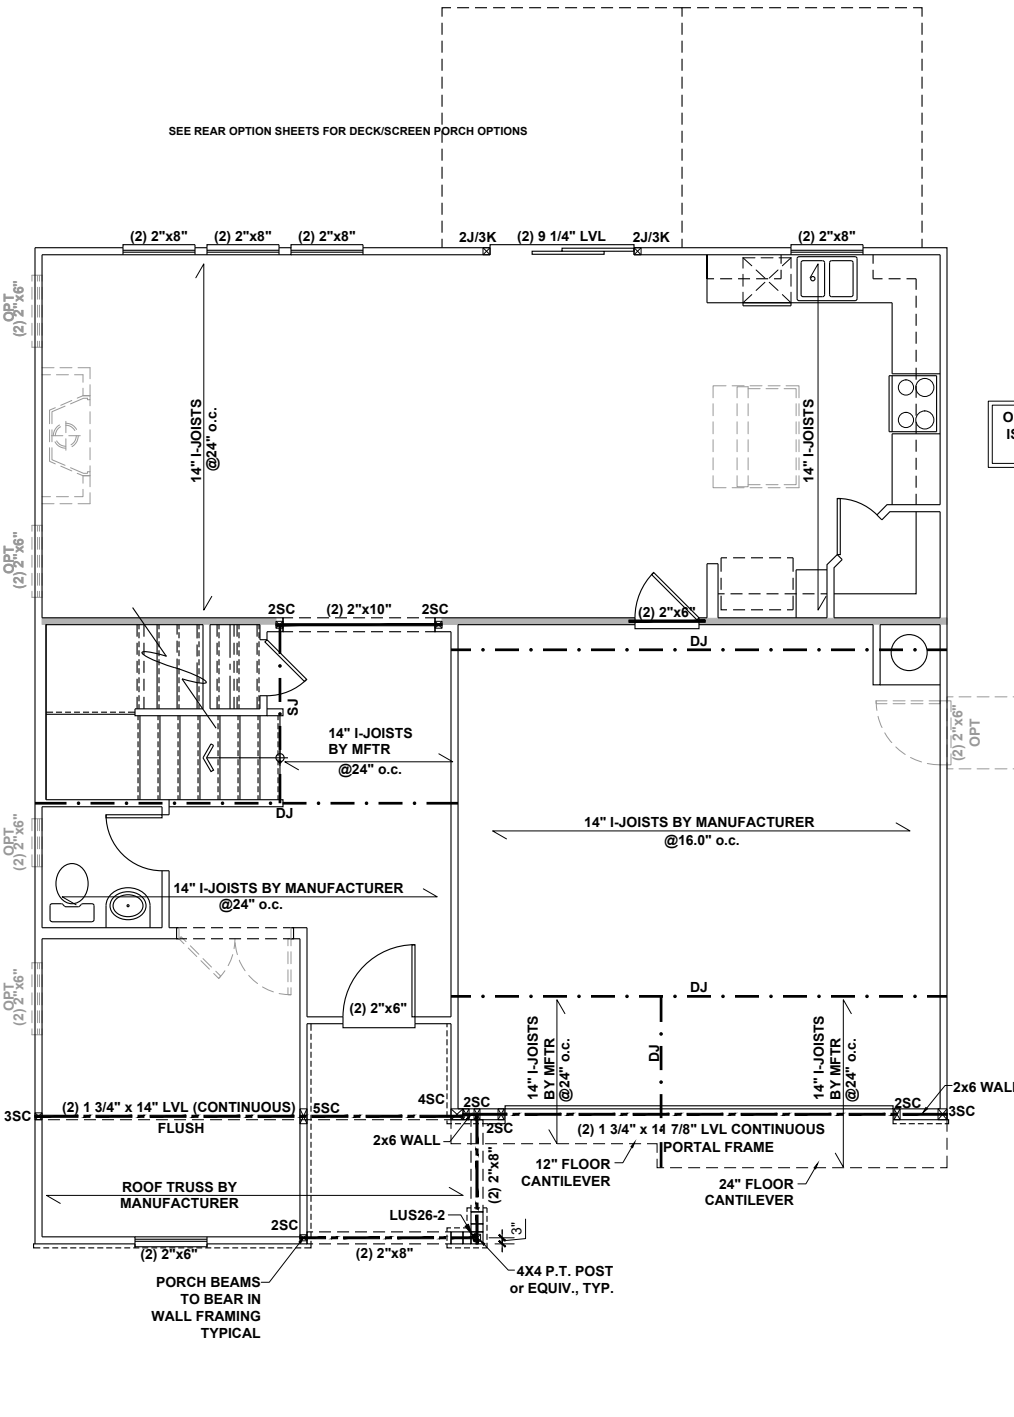 SEE REAR OPTION SHEETS FOR DECK/SCREEN PORCH OPTIONS
(2) 2"x8"
(2) 2"x8"
(2) 2"x8"
2J/3K
(2) 9 1/4" LVL
2J/3K
(2) 2"x8"
OPT
(2) 2"x6"
14" I-JOISTS
@24" o.c.
14" I-JOISTS
OPT
(2) 2"x6"
2SC
(2) 2"x10"
2SC
(2) 2"x6"
DJ
SJ
14" I-JOISTS
BY MFTR
@24" o.c.
(2) 2"x6"
OPT
DJ
OPT
(2) 2"x6"
14" I-JOISTS BY MANUFACTURER
@16.0" o.c.
14" I-JOISTS BY MANUFACTURER
@24" o.c.
OPT
(2) 2"x6"
DJ
(2) 2"x6"
14" I-JOISTS
BY MFTR
@24" o.c.
DJ
14" I-JOISTS
BY MFTR
@24" o.c.
3SC
(2) 1 3/4" x 14" LVL (CONTINUOUS)
FLUSH
5SC
4SC
2SC
2SC
2SC
2x6 WALL
3SC
2x6 WALL
(2) 1 3/4" x 11 7/8" LVL CONTINUOUS
PORTAL FRAME
12" FLOOR
CANTILEVER
24" FLOOR
CANTILEVER
(2) 2"x8"
ROOF TRUSS BY
MANUFACTURER
LUS26-2
2SC
3"
(2) 2"x6"
(2) 2"x8"
PORCH BEAMS
TO BEAR IN
WALL FRAMING
TYPICAL
4X4 P.T. POST
or EQUIV., TYP.